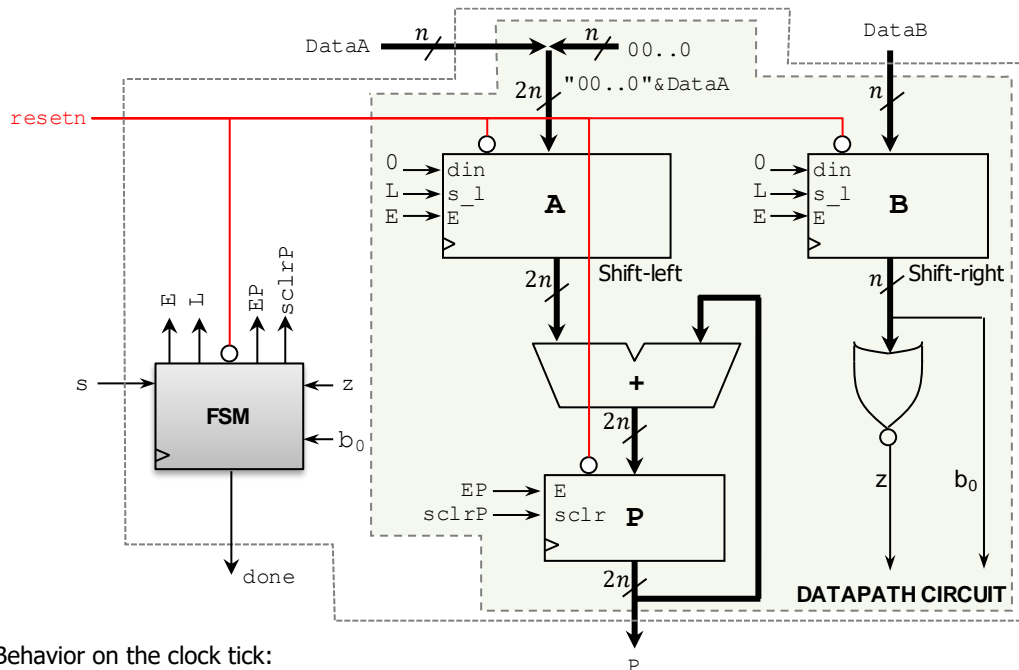 DataA
n
n
00..0
DataB
2n
"00..0"&DataA
n
resetn
0
din
L
s_l
E
E
A
0
din
L
s_l
E
E
B
2n
Shift-left
n
Shift-right
E
L
EP
sclrP
s
FSM
z
b0
+
2n
z
b0
EP
E
sclrP
sclr
P
2n
DATAPATH CIRCUIT
done
P
Behavior on the clock tick: